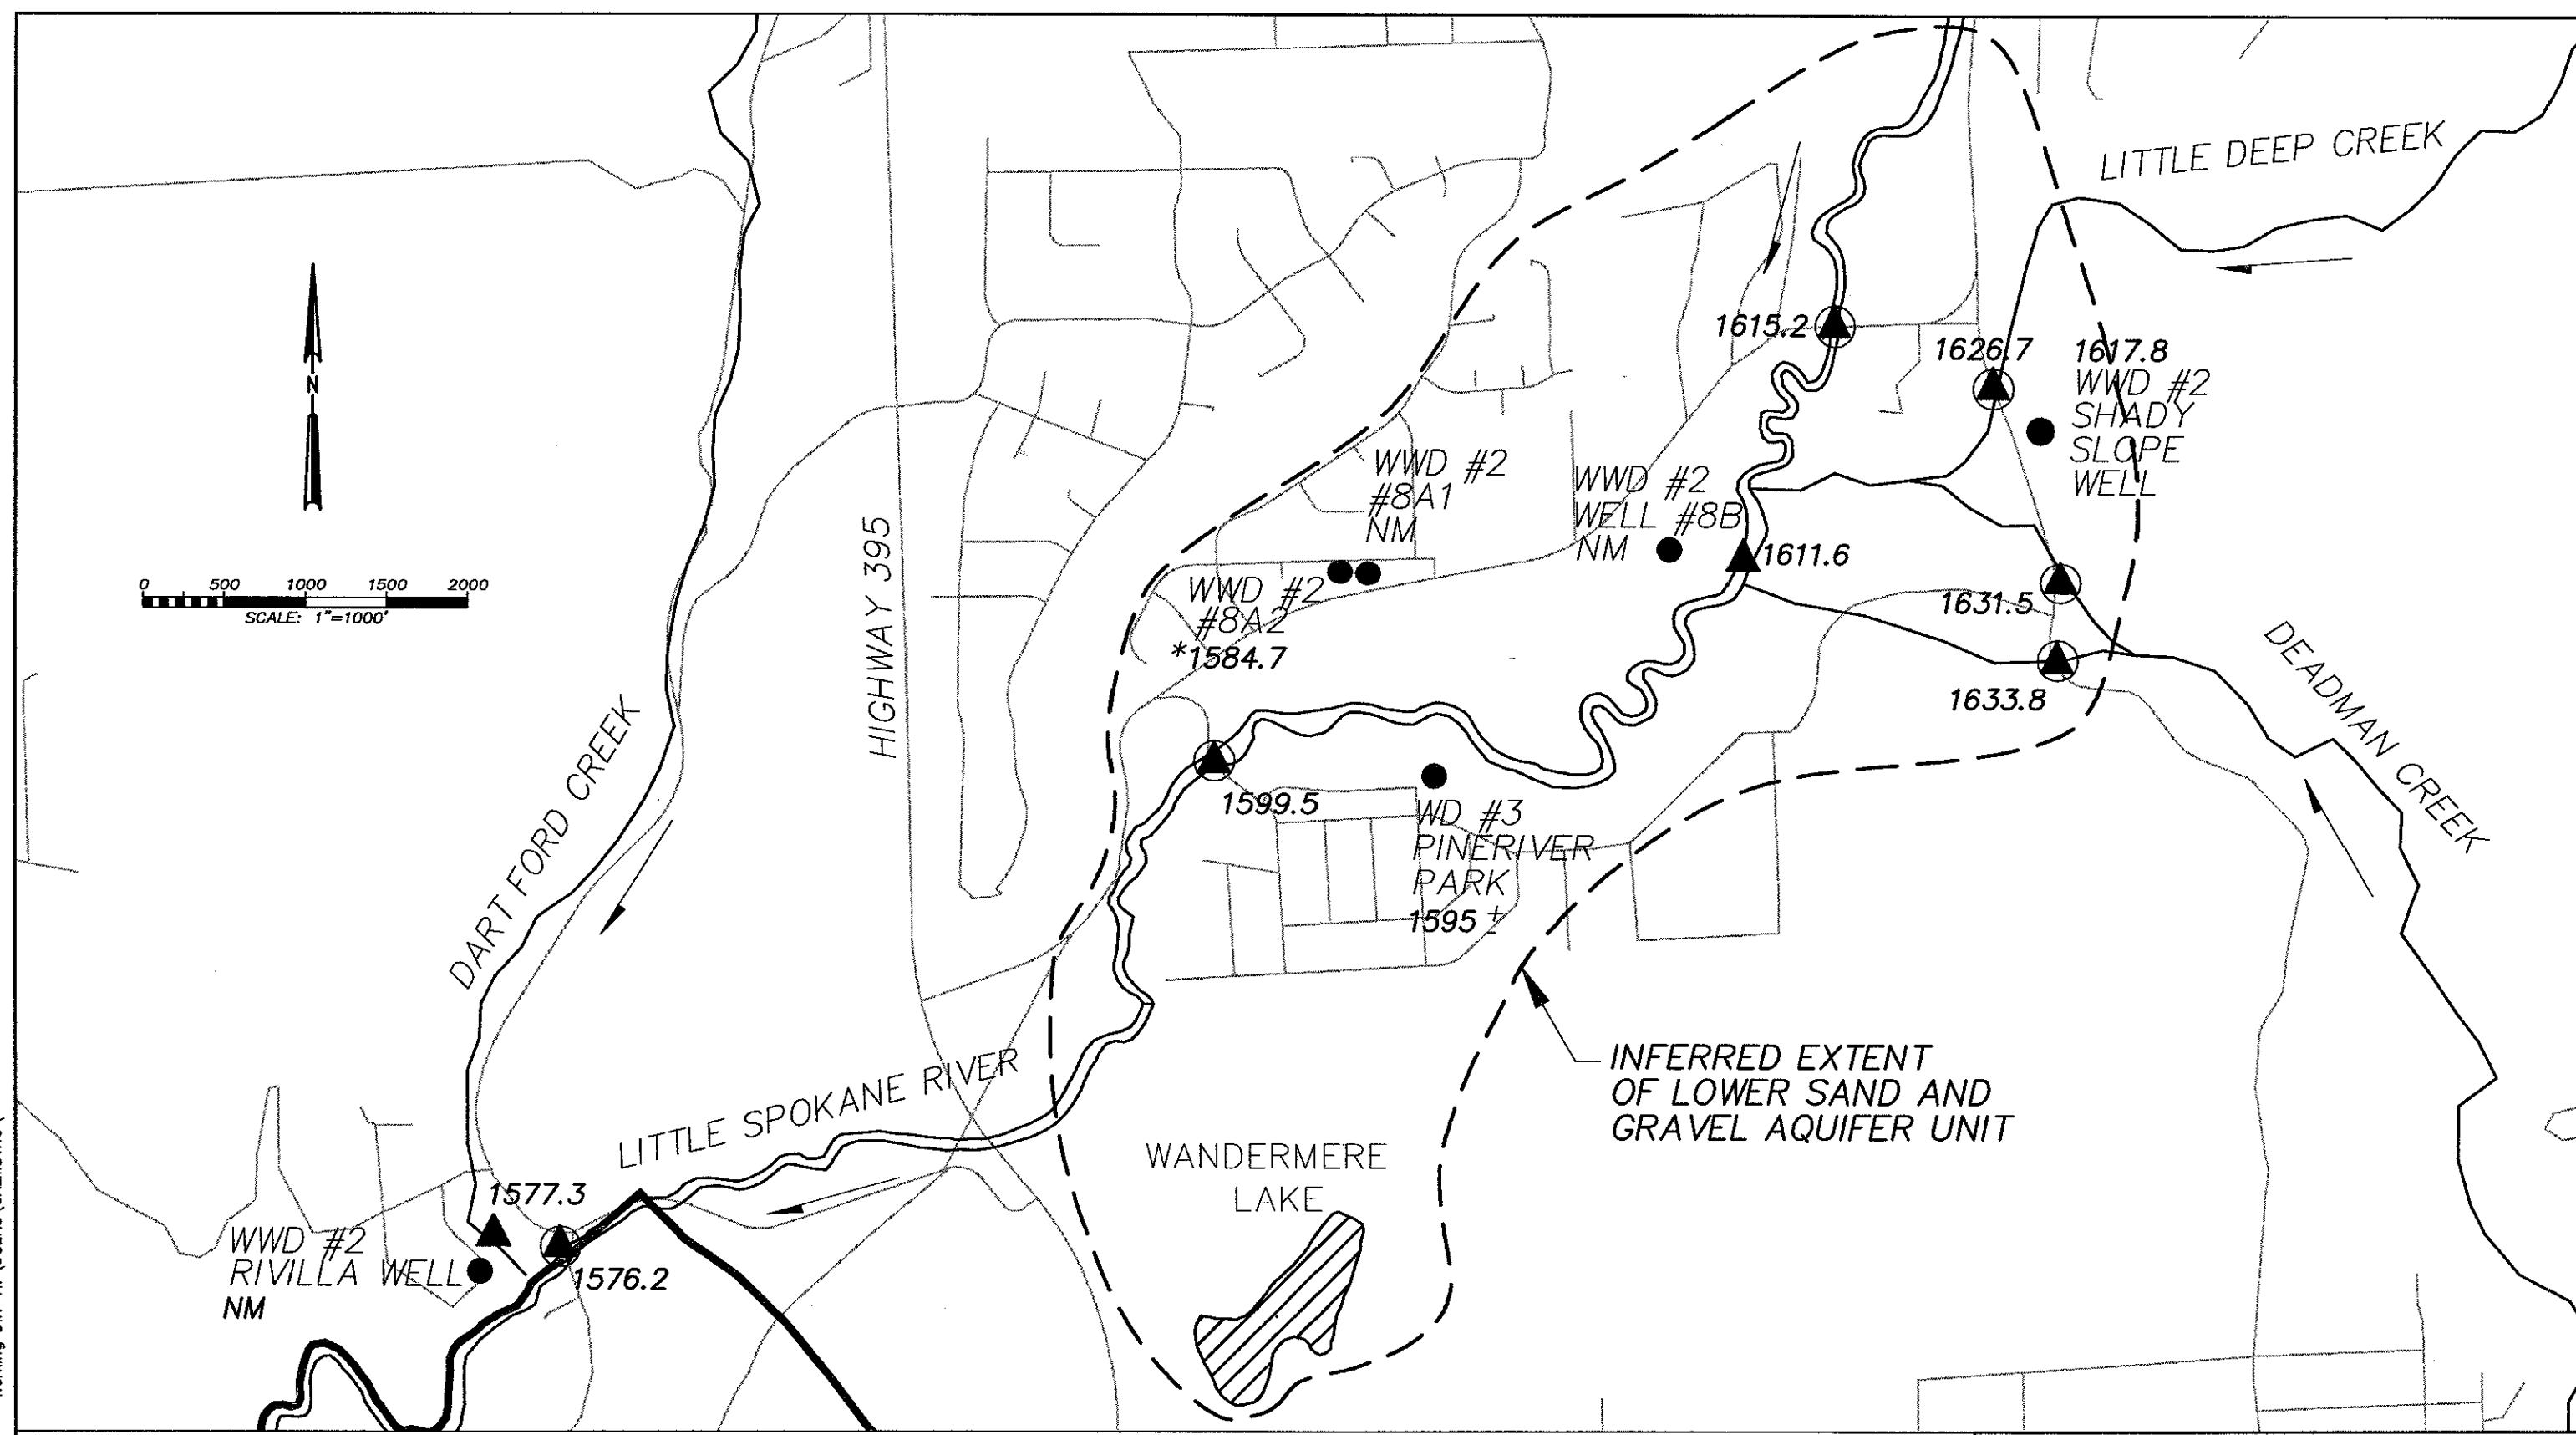 LITTLE DEEP CREEK
N
0 500 1000 1500 2000
SCALE: 1"=1000'
HIGHWAY 395
DARTFORD CREEK
1615.2
1626.7
1617.8
WWD #2
SHADY
SLOPE
WELL
WWD #2
#8A1
NM
WWD #2
WELL #8B
NM
1611.6
WWD #2
#8A2
*1584.7
1631.5
1633.8
DEADMAN CREEK
1599.5
WD #3
PINERIVER
PARK
1595 ±
INFERRED EXTENT
OF LOWER SAND AND
GRAVEL AQUIFER UNIT
LITTLE SPOKANE RIVER
WANDERMERE
LAKE
1577.3
WWD #2
RIVILLA WELL
NM
1576.2